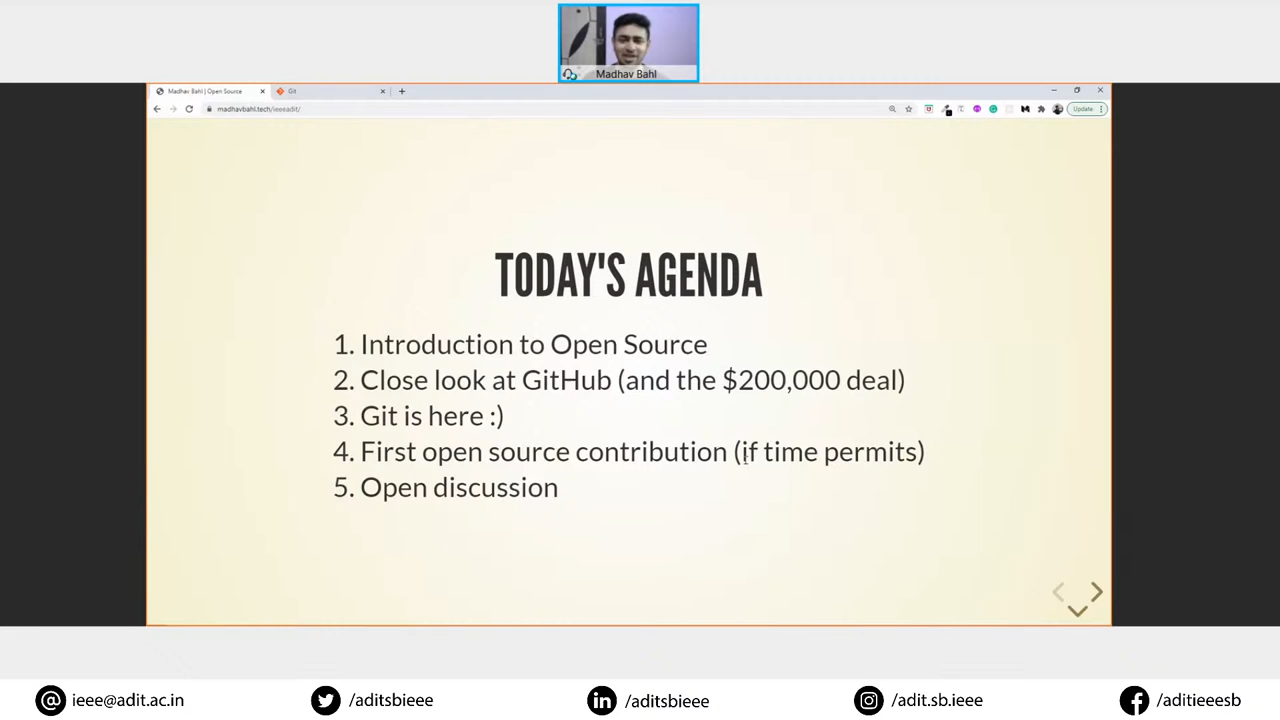 Madhav Bahl
Madhav Bahl | Open Source
Git
madhavbahl.tech/ieeeadit/
Update
TODAY'S AGENDA
1. Introduction to Open Source
2. Close look at GitHub (and the $200,000 deal)
3. Git is here :)
4. First open source contribution (if time permits)
5. Open discussion
ieee@adit.ac.in
/aditsbieee
/aditsbieee
/adit.sb.ieee
/aditieeesb